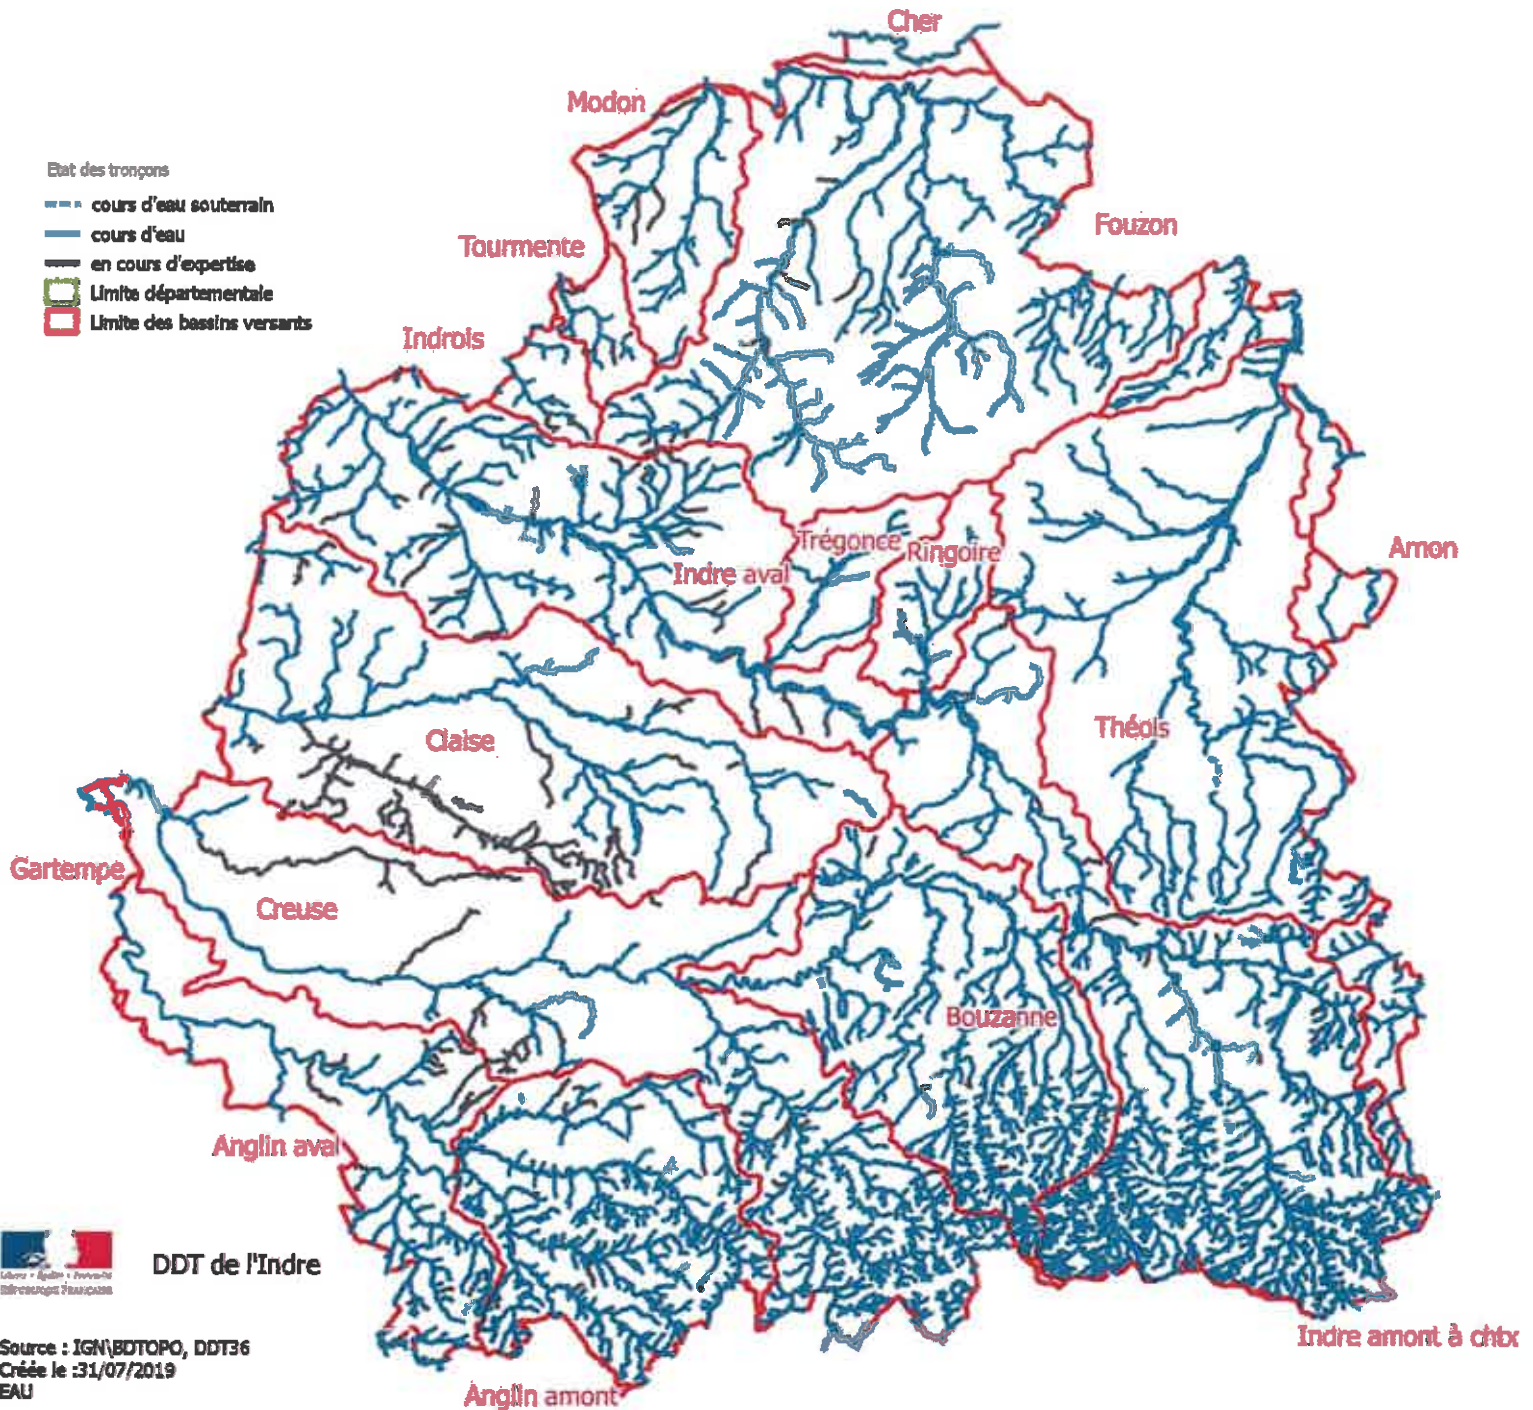 Cher
Modon
Etat des tronçons
cours d'eau souterrain
cours d'eau
en cours d'expertise
Limite départementale
Limite des bassins versants
Fouzon
Tourmente
Indrois
Trégonce
Ringoire
Arnon
Indre aval
Théols
Claise
Gartempe
Creuse
Bouzanne
Anglin aval
DDT de l'Indre
RÉPUBLIQUE FRANÇAISE
Indre amont à chtx
Source : IGN\BDTOPO, DDT36
Créée le :31/07/2019
EAU
Anglin amont